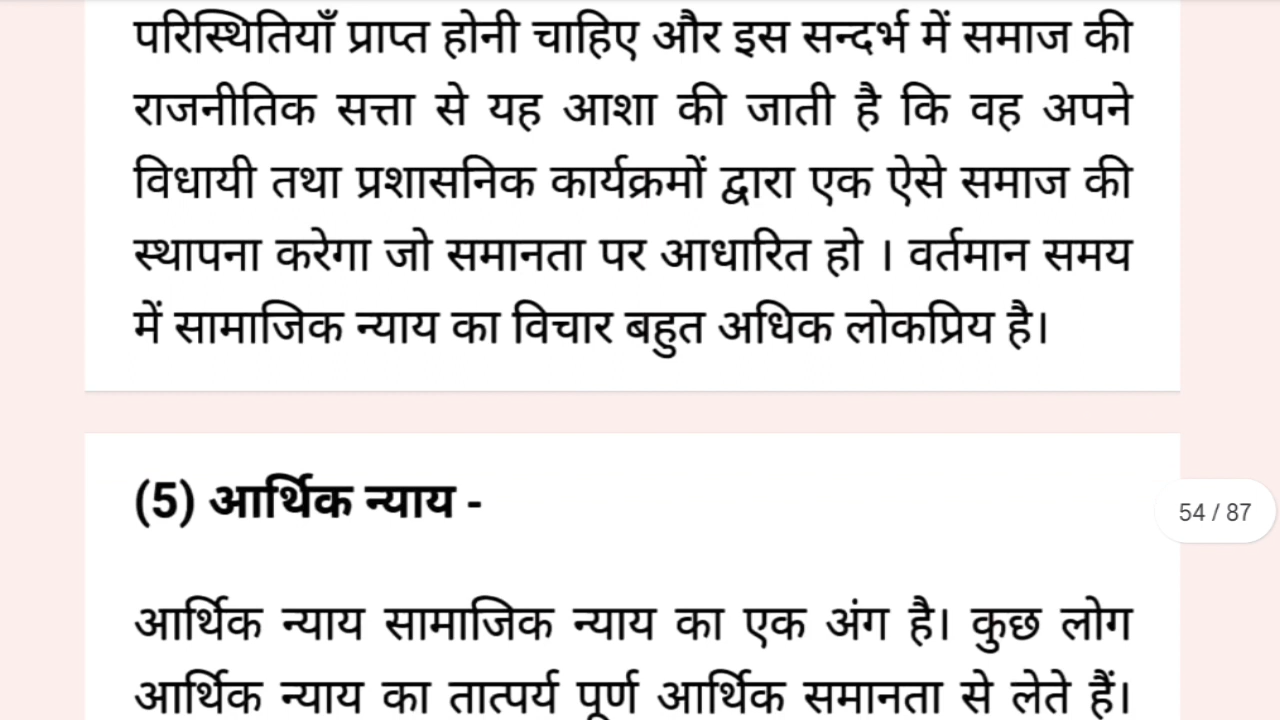 परिस्थितियाँ प्राप्त होनी चाहिए और इस सन्दर्भ में समाज की
राजनीतिक सत्ता से यह आशा की जाती है कि वह अपने
विधायी तथा प्रशासनिक कार्यक्रमों द्वारा एक ऐसे समाज की
स्थापना करेगा जो समानता पर आधारित हो । वर्तमान समय
में सामाजिक न्याय का विचार बहुत अधिक लोकप्रिय है।
(5) आर्थिक न्याय -
54 / 87
आर्थिक न्याय सामाजिक न्याय का एक अंग है। कुछ लोग
आर्थिक न्याय का तात्पर्य पूर्ण आर्थिक समानता से लेते हैं।